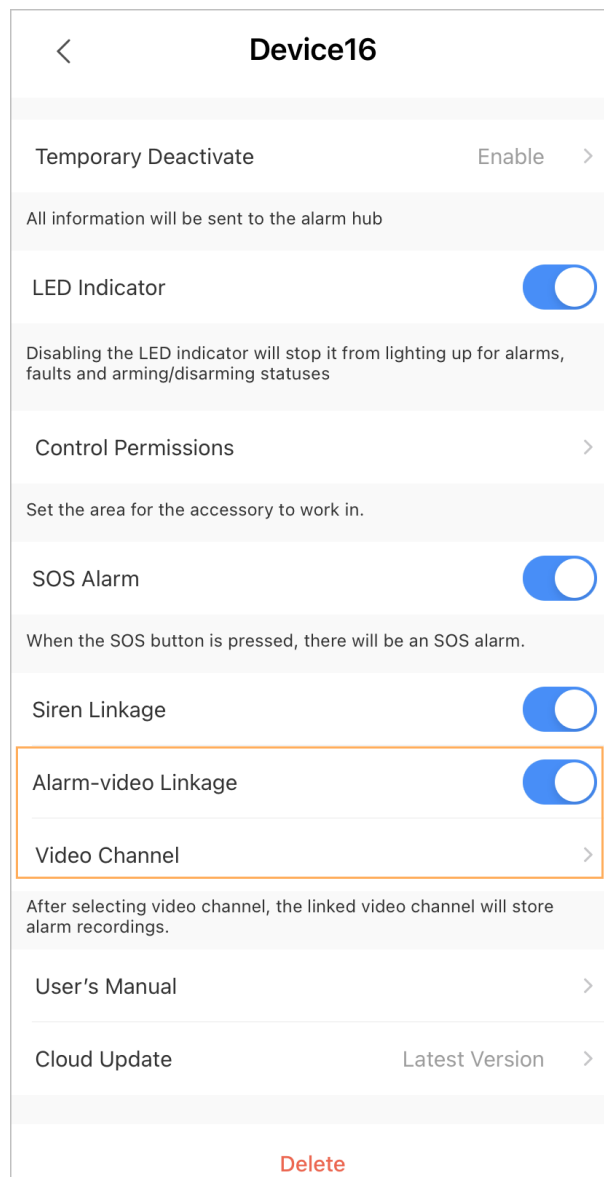 Device16
Temporary Deactivate Enable
All information will be sent to the alarm hub
LED Indicator
Disabling the LED indicator will stop it from lighting up for alarms,
faults and arming/disarming statuses
Control Permissions
Set the area for the accessory to work in.
SOS Alarm
When the SOS button is pressed, there will be an SOS alarm.
Siren Linkage
Alarm-video Linkage
Video Channel
After selecting video channel, the linked video channel will store
alarm recordings.
User’s Manual
Cloud Update Latest Version
Delete